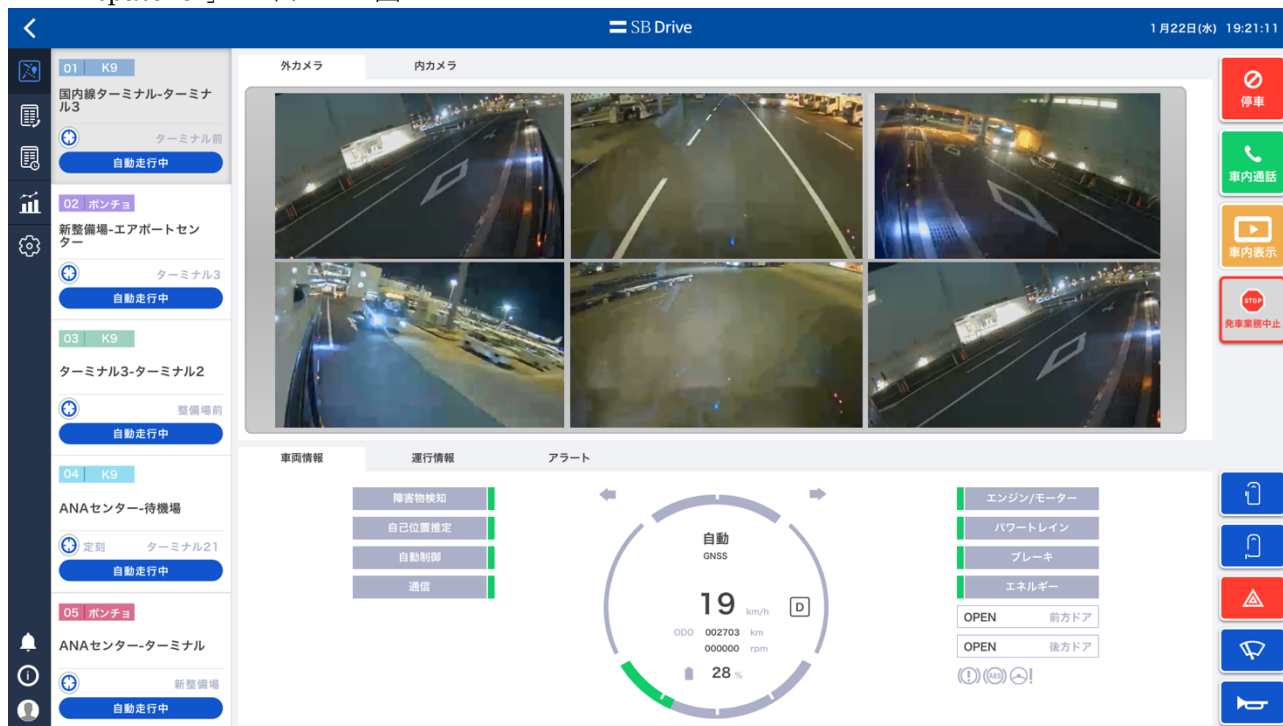 SB Drive
1月22日(水) 19:21:11
01 K9
国内線ターミナル-ターミナ
ル3
ターミナル前
自動走行中
02 ポンチョ
新整備場-エアポートセン
ター
ターミナル3
自動走行中
03 K9
ターミナル3-ターミナル2
整備場前
自動走行中
04 K9
ANAセンター-待機場
定刻 ターミナル21
自動走行中
05 ポンチョ
ANAセンター-ターミナル
新整備場
自動走行中
外カメラ 内カメラ
車両情報 運行情報 アラート
障害物検知
自己位置推定
自動制御
通信
自動
GNSS
19 km/h D
ODO 002703 km
000000 rpm
28 %
エンジン/モーター
パワートレイン
ブレーキ
エネルギー
OPEN 前方ドア
OPEN 後方ドア
(!) (ABS) !
停車
車内通話
車内表示
STOP
発車業務中止